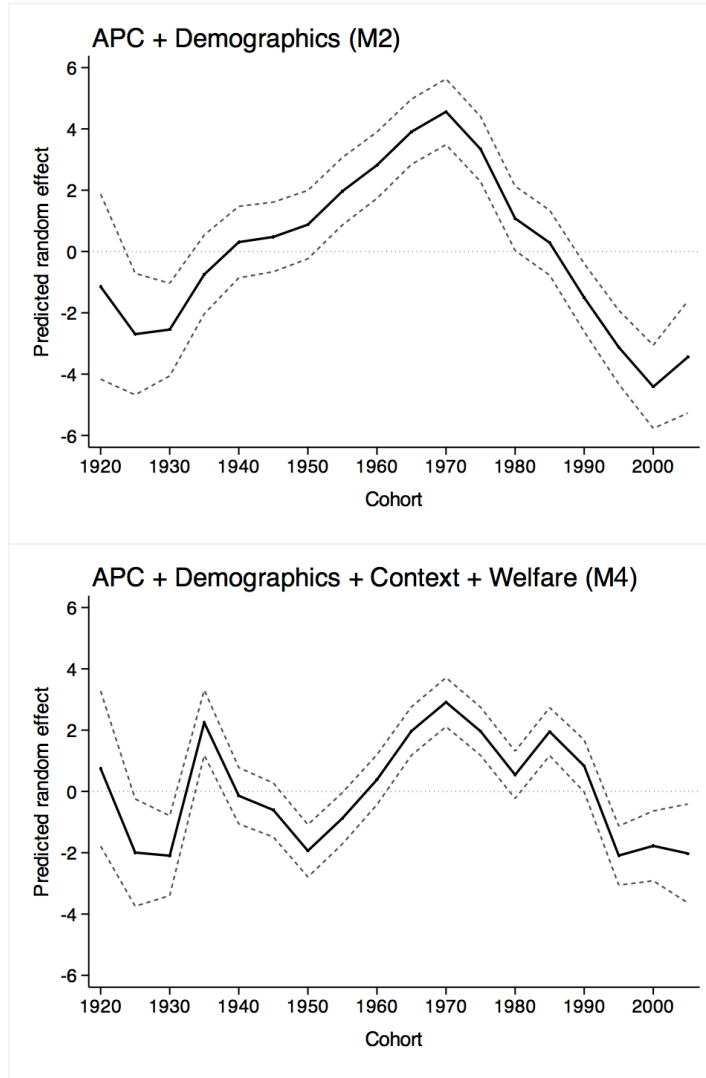 APC + Demographics (M2)
Predicted random effect
6
4
2
0
-2
-4
-6
1920 1930 1940 1950 1960 1970 1980 1990 2000
Cohort
APC + Demographics + Context + Welfare (M4)
Predicted random effect
6
4
2
0
-2
-4
-6
1920 1930 1940 1950 1960 1970 1980 1990 2000
Cohort